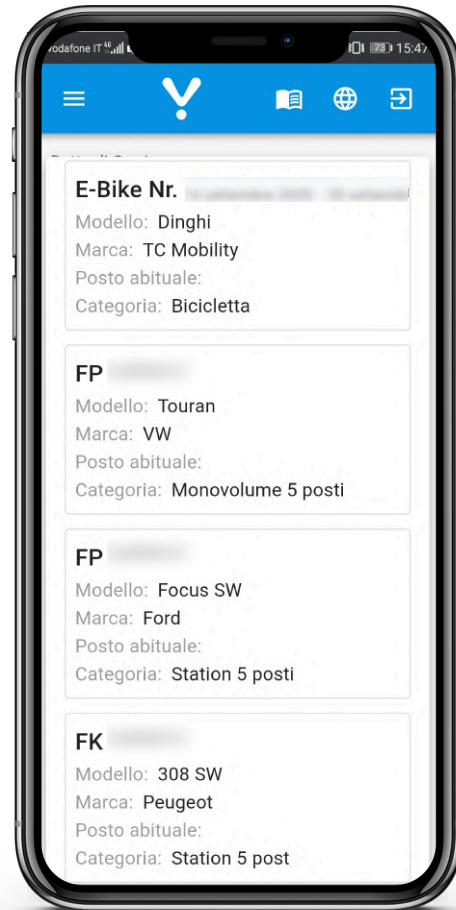 vodafone IT
73 15:47
E-Bike Nr.
Modello: Dinghi
Marca: TC Mobility
Posto abituale:
Categoria: Bicicletta
FP
Modello: Touran
Marca: VW
Posto abituale:
Categoria: Monovolume 5 posti
FP
Modello: Focus SW
Marca: Ford
Posto abituale:
Categoria: Station 5 posti
FK
Modello: 308 SW
Marca: Peugeot
Posto abituale:
Categoria: Station 5 post